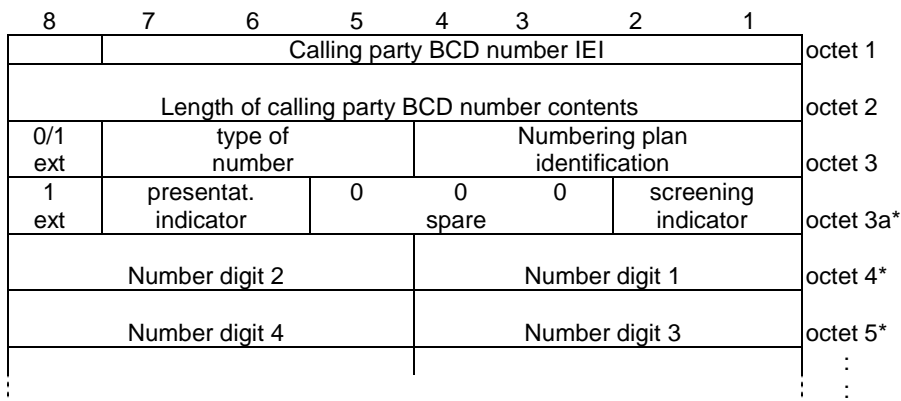 8 7 6 5 4 3 2 1
Calling party BCD number IEI octet 1
Length of calling party BCD number contents octet 2
0/1 type of Numbering plan
ext number identification octet 3
1 presentat. 0 0 0 screening
ext indicator spare indicator octet 3a*
Number digit 2 Number digit 1 octet 4*
Number digit 4 Number digit 3 octet 5*
:
: